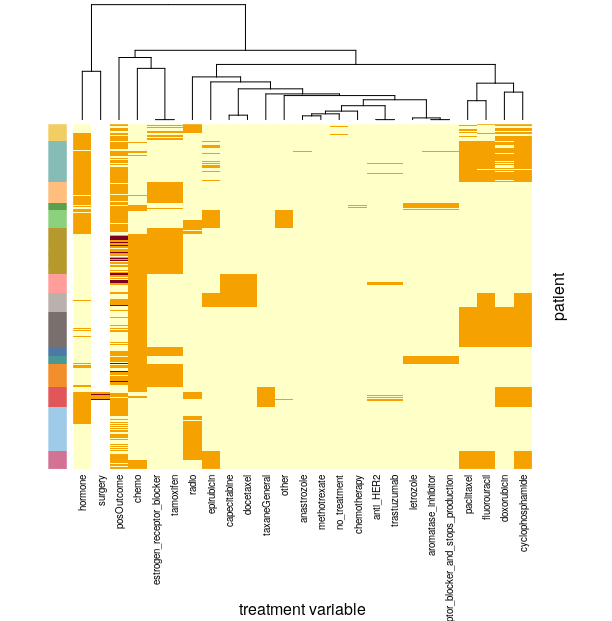 hormone
surgery
posOutcome
chemo
estrogen_receptor_blocker
tamoxifen
radio
epirubicin
capecitabine
docetaxel
taxaneGeneral
other
anastrozole
methotrexate
no_treatment
chemotherapy
anti_HER2
trastuzumab
letrozole
aromatase_inhibitor
ptor_blocker_and_stops_production
paclitaxel
fluorouracil
doxorubicin
cyclophosphamide
patient
treatment variable